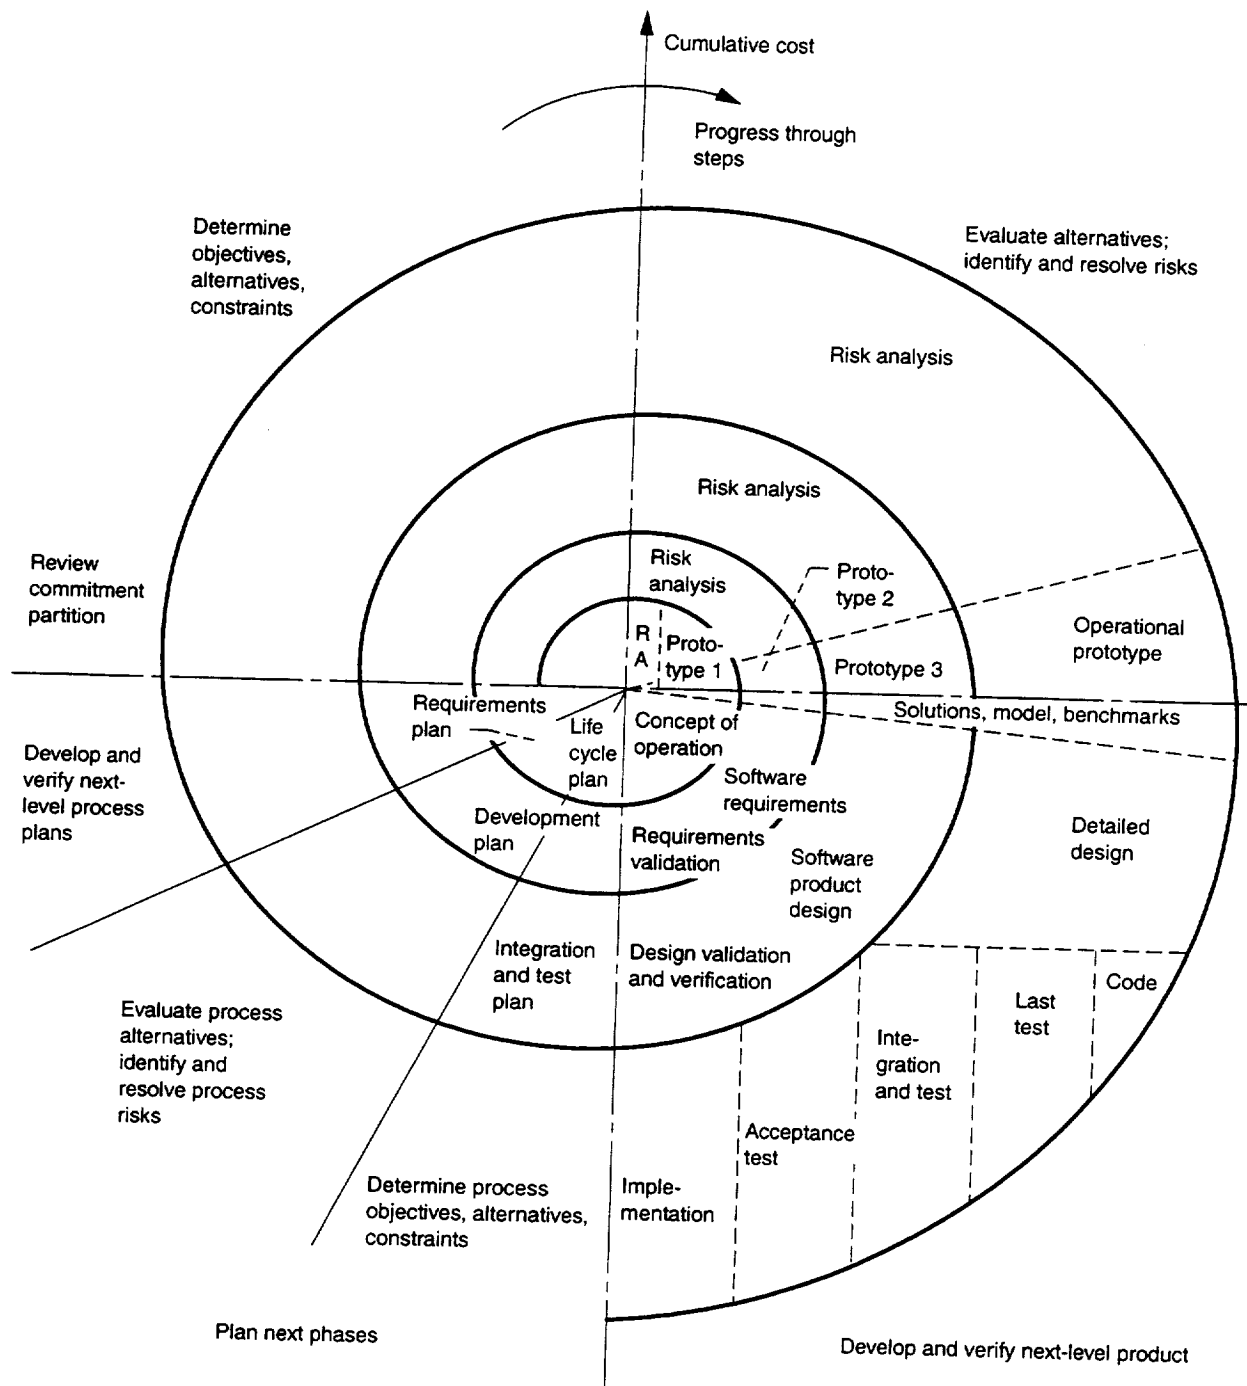 Cumulative cost
Progress through
steps
Determine
objectives,
alternatives,
constraints
Evaluate alternatives;
identify and resolve risks
Risk analysis
Risk analysis
Review
commitment
partition
Risk
analysis
Proto-
type 2
R
A
Proto-
type 1
Prototype 3
Operational
prototype
Requirements
plan
Life
cycle
plan
Concept of
operation
Solutions, model, benchmarks
Develop and
verify next-
level process
plans
Software
requirements
Development
plan
Requirements
validation
Software
product
design
Detailed
design
Integration
and test
plan
Design validation
and verification
Code
Last
test
Inte-
gration
and test
Evaluate process
alternatives;
identify and
resolve process
risks
Acceptance
test
Determine process
objectives, alternatives,
constraints
Imple-
mentation
Plan next phases
Develop and verify next-level product